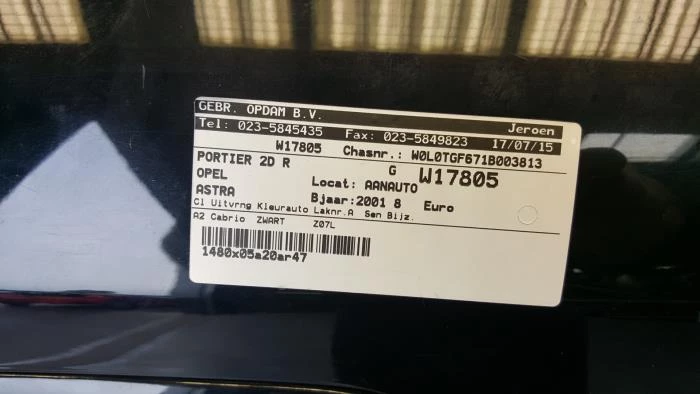 GEBR. OPDAM B.V. Jeroen
Tel: 023-5845435 Fax: 023-5849823 17/07/15
W17805 Chasnr.: W0L0TGF671B003813
PORTIER 2D R G W17805
OPEL Locat: AANAUTO
ASTRA Bjaar:2001 8 Euro
Cl Uitvrng Kleurauto Laknr.A Sen Bijz.
A2 Cabrio ZWART Z07L
1480x05a20ar47